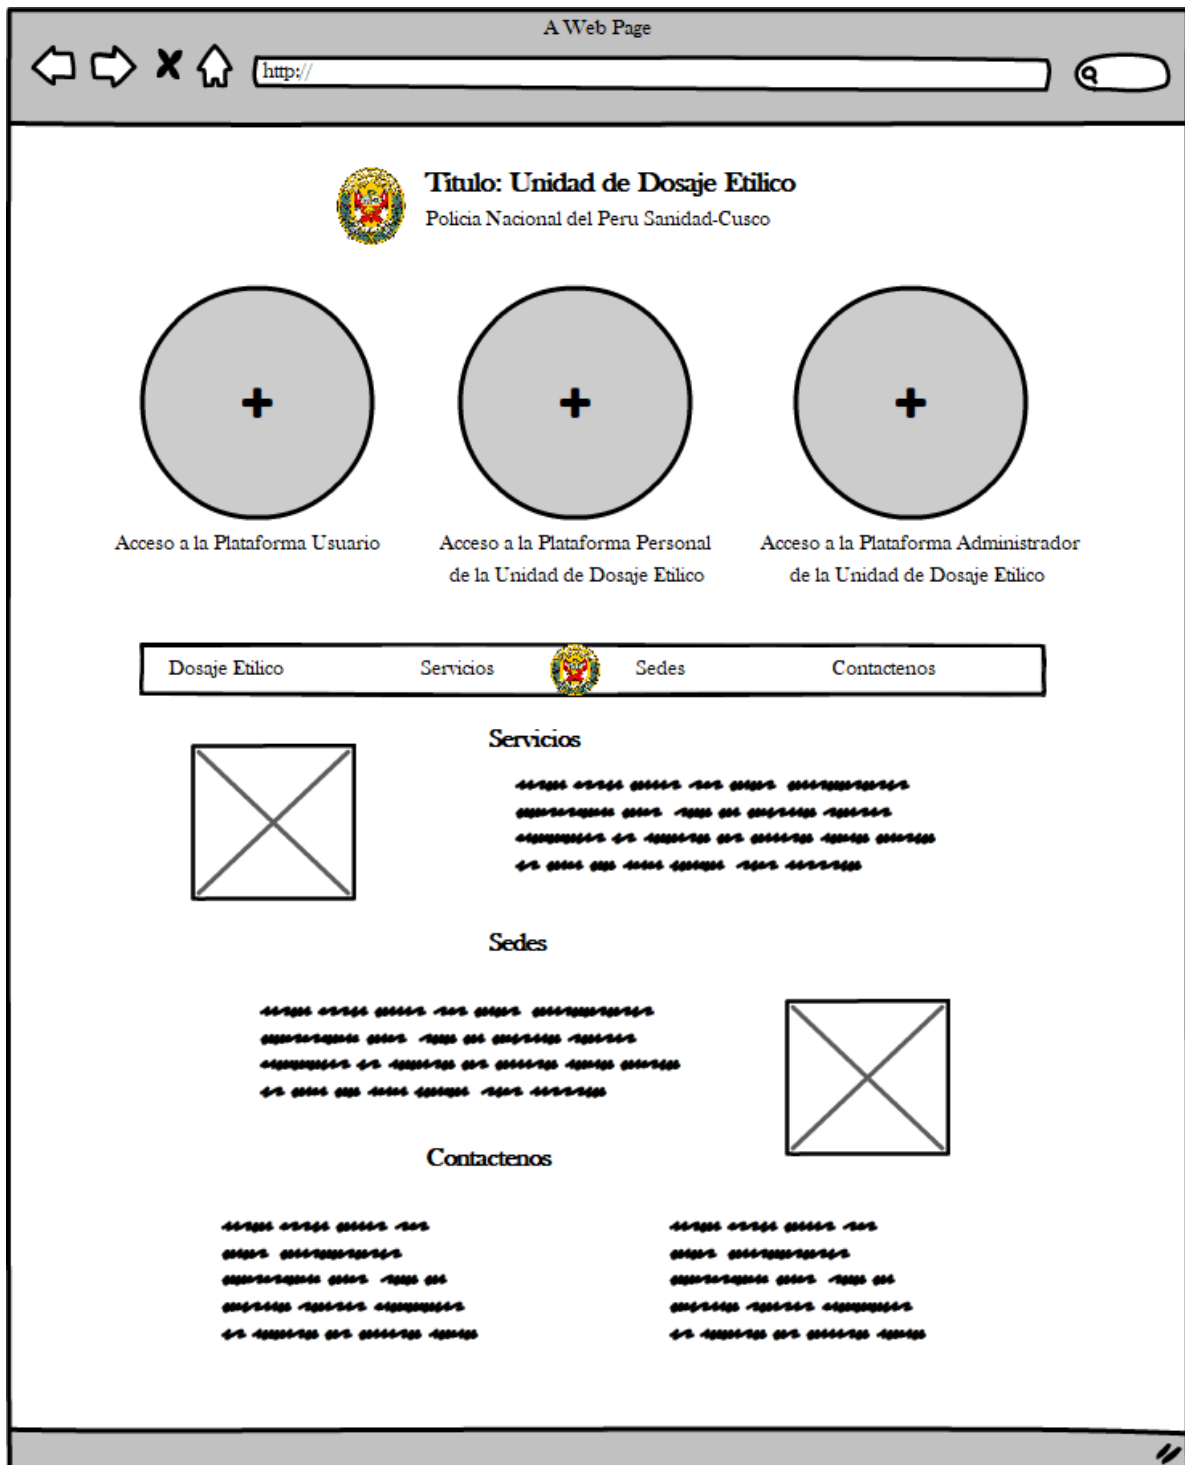 A Web Page
http://
Titulo: Unidad de Dosaje Etilico
Policia Nacional del Peru Sanidad-Cusco
Acceso a la Plataforma Usuario
Acceso a la Plataforma Personal
de la Unidad de Dosaje Etilico
Acceso a la Plataforma Administrador
de la Unidad de Dosaje Etilico
Dosaje Etilico Servicios Sedes Contactenos
Servicios
Sedes
Contactenos